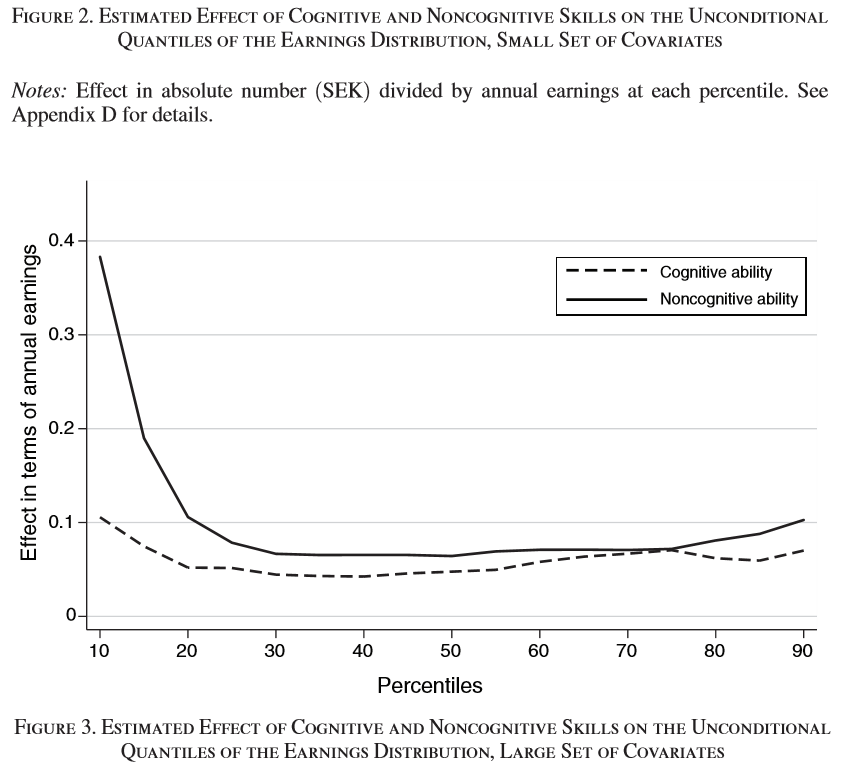 FIGURE 2. ESTIMATED EFFECT OF COGNITIVE AND NONCOGNITIVE SKILLS ON THE UNCONDITIONAL
QUANTILES OF THE EARNINGS DISTRIBUTION, SMALL SET OF COVARIATES
Notes: Effect in absolute number (SEK) divided by annual earnings at each percentile. See
Appendix D for details.
Effect in terms of annual earnings
0.4
0.3
0.2
0.1
0
Cognitive ability
Noncognitive ability
10 20 30 40 50 60 70 80 90
Percentiles
FIGURE 3. ESTIMATED EFFECT OF COGNITIVE AND NONCOGNITIVE SKILLS ON THE UNCONDITIONAL
QUANTILES OF THE EARNINGS DISTRIBUTION, LARGE SET OF COVARIATES